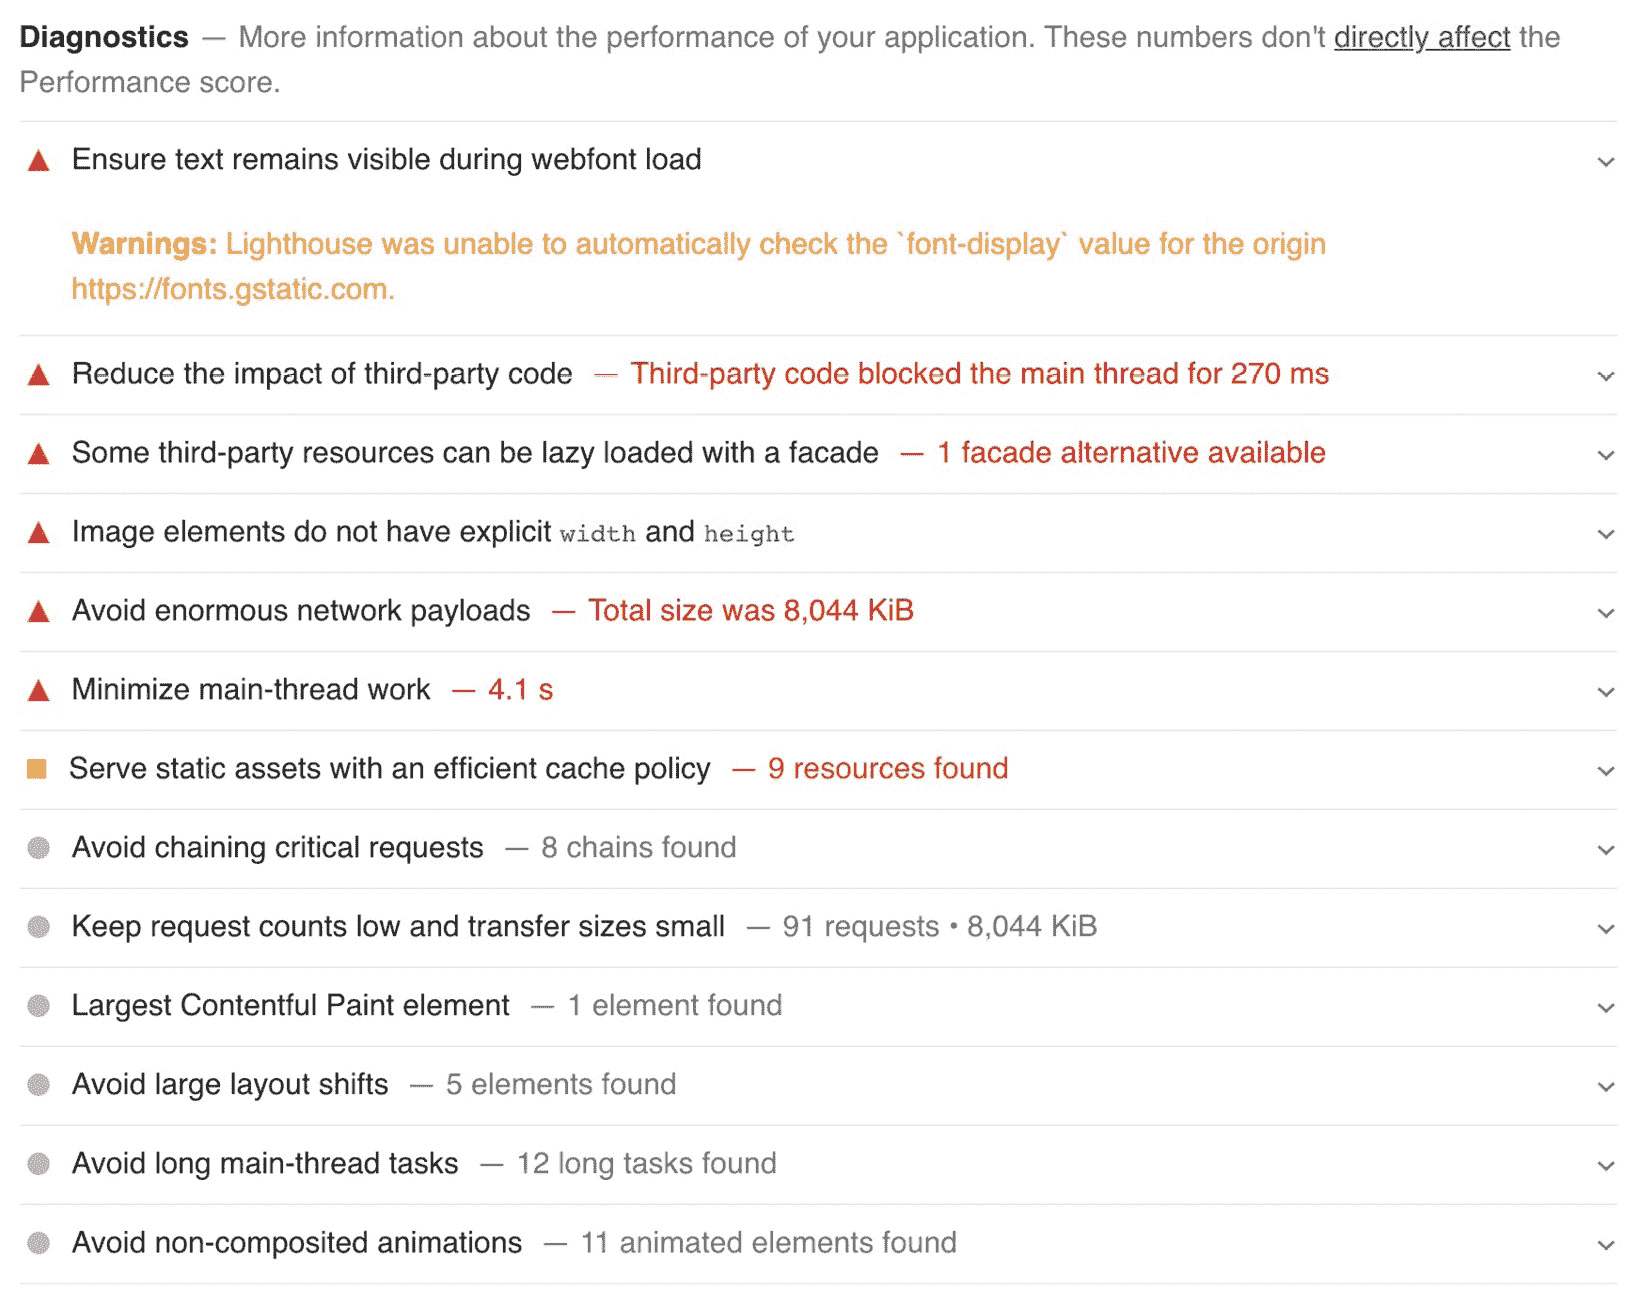 Diagnostics — More information about the performance of your application. These numbers don't directly affect the
Performance score.
Ensure text remains visible during webfont load
Warnings: Lighthouse was unable to automatically check the `font-display` value for the origin
https://fonts.gstatic.com.
Reduce the impact of third-party code — Third-party code blocked the main thread for 270 ms
Some third-party resources can be lazy loaded with a facade — 1 facade alternative available
Image elements do not have explicit width and height
Avoid enormous network payloads — Total size was 8,044 KiB
Minimize main-thread work — 4.1 s
Serve static assets with an efficient cache policy — 9 resources found
Avoid chaining critical requests — 8 chains found
Keep request counts low and transfer sizes small — 91 requests • 8,044 KiB
Largest Contentful Paint element — 1 element found
Avoid large layout shifts — 5 elements found
Avoid long main-thread tasks — 12 long tasks found
Avoid non-composited animations — 11 animated elements found